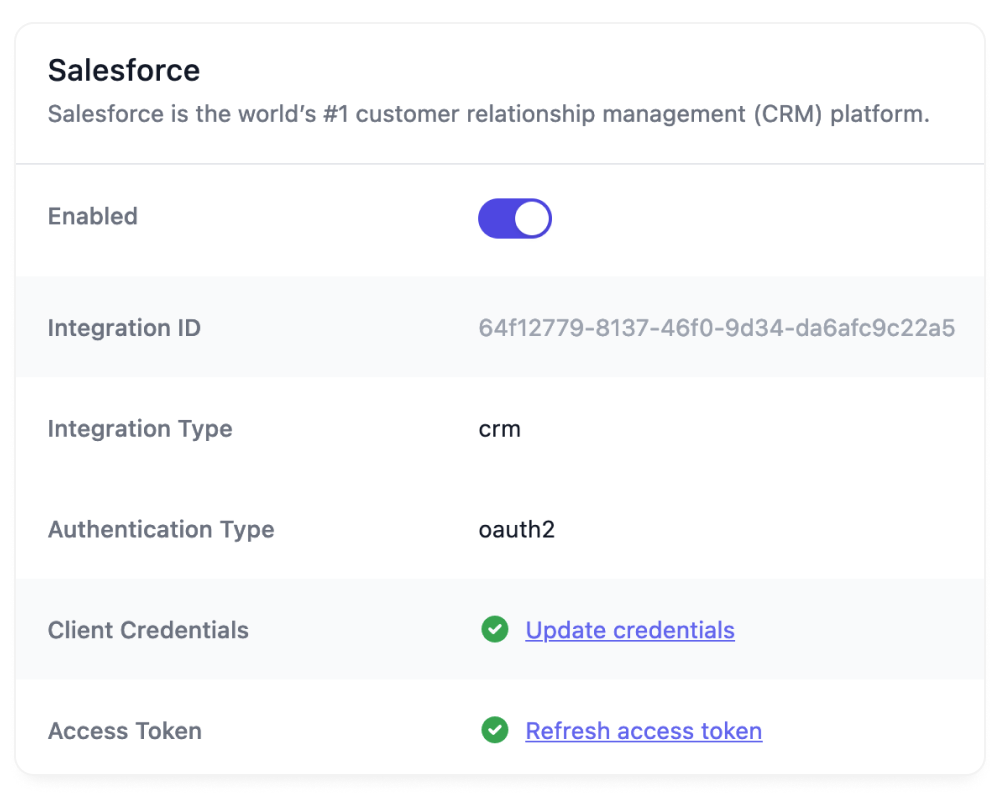 Salesforce
Salesforce is the world’s #1 customer relationship management (CRM) platform.
Enabled
Integration ID 64f12779-8137-46f0-9d34-da6afc9c22a5
Integration Type crm
Authentication Type oauth2
Client Credentials Update credentials
Access Token Refresh access token